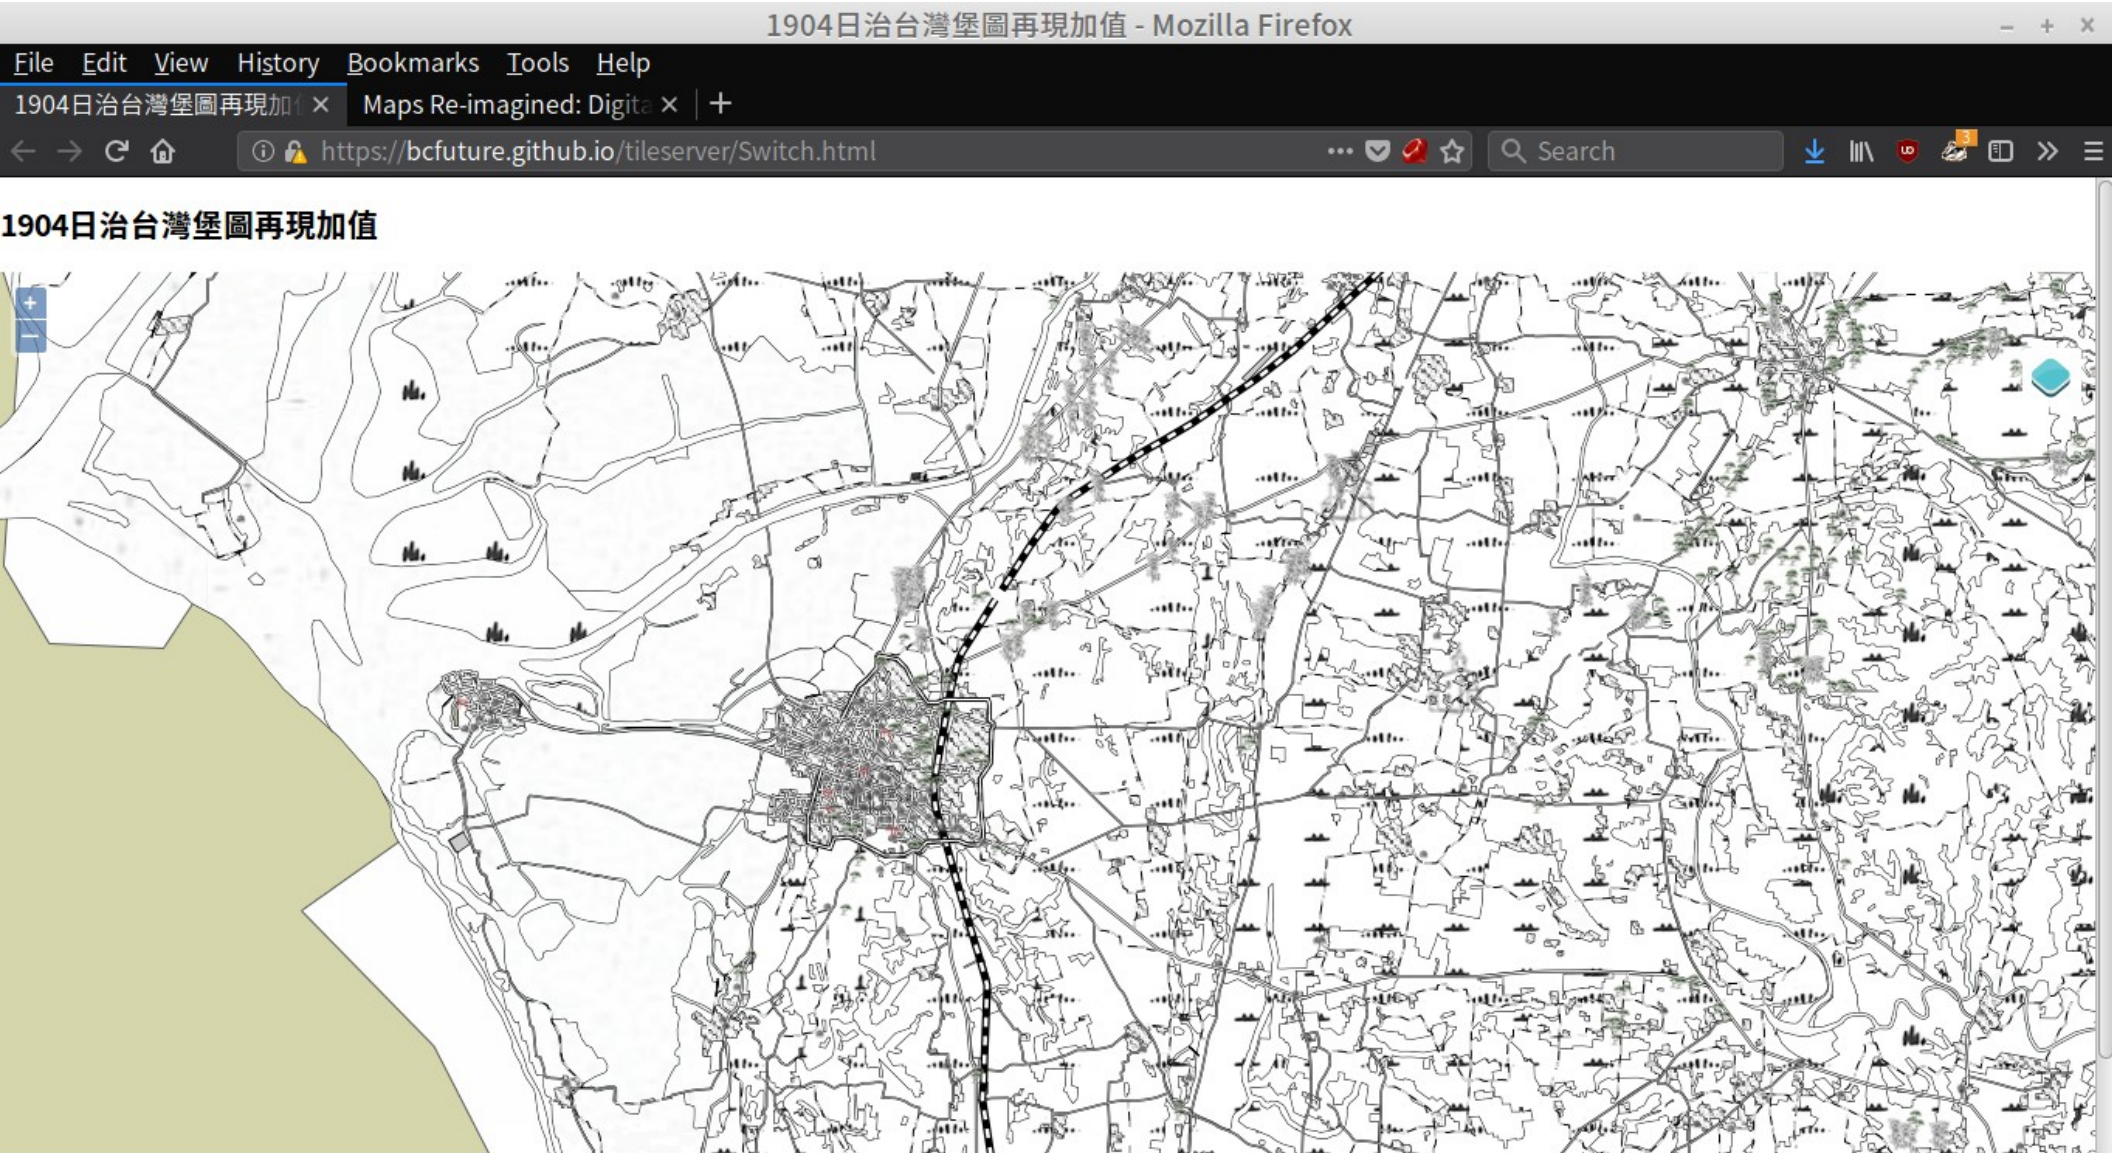 1904日治台灣堡圖再現加值 - Mozilla Firefox
File Edit View History Bookmarks Tools Help
1904日治台灣堡圖再現加
Maps Re-imagined: Digita
https://bcfuture.github.io/tileserver/Switch.html
Search
3
1904日治台灣堡圖再現加值